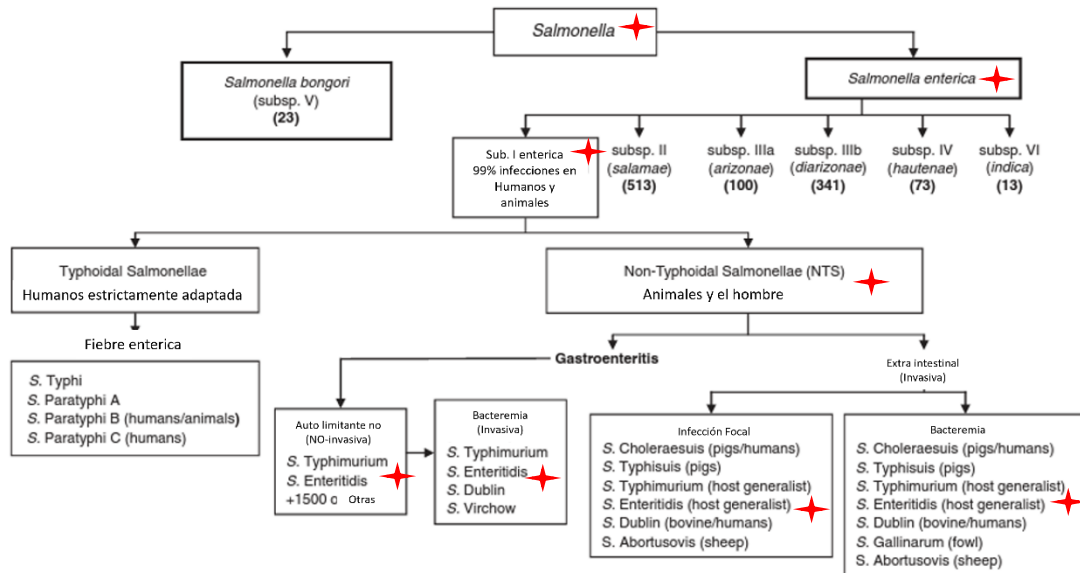 Salmonella
Salmonella bongori
(subsp. V)
(23)
Salmonella enterica
Sub. I enterica
99% infecciones en
Humanos y
animales
subsp. II
(salamae)
(513)
subsp. IIIa
(arizonae)
(100)
subsp. IIIb
(diarizonae)
(341)
subsp. IV
(hautenae)
(73)
subsp. VI
(indica)
(13)
Typhoidal Salmonellae
Humanos estrictamente adaptada
Non-Typhoidal Salmonellae (NTS)
Animales y el hombre
Fiebre enterica
S. Typhi
S. Paratyphi A
S. Paratyphi B (humans/animals)
S. Paratyphi C (humans)
Gastroenteritis
Auto limitante no
(NO-invasiva)
S. Typhimurium
S. Enteritidis
+1500 o Otras
Bacteremia
(Invasiva)
S. Typhimurium
S. Enteritidis
S. Dublin
S. Virchow
Extra intestinal
(Invasiva)
Infección Focal
S. Choleraesuis (pigs/humans)
S. Typhisuis (pigs)
S. Typhimurium (host generalist)
S. Enteritidis (host generalist)
S. Dublin (bovine/humans)
S. Abortusovis (sheep)
Bacteremia
S. Choleraesuis (pigs/humans)
S. Typhisuis (pigs)
S. Typhimurium (host generalist)
S. Enteritidis (host generalist)
S. Dublin (bovine/humans)
S. Gallinarum (fowl)
S. Abortusovis (sheep)